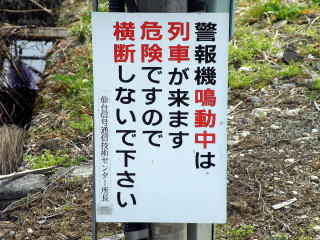 警報機鳴動中は
列車が来ます
危険ですので
横断しないで下さい
仙台信号通信技術センター所長